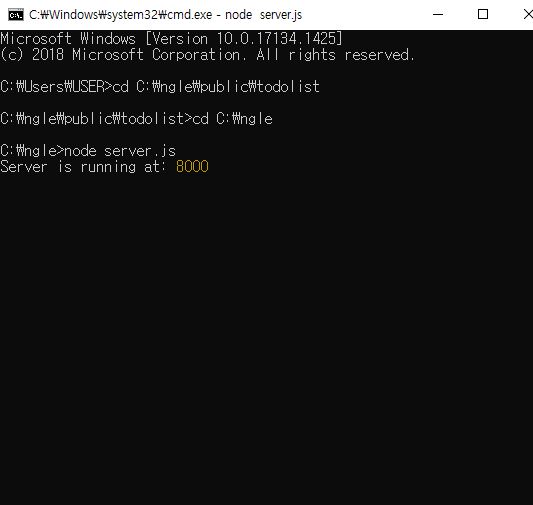 C:\Windows\system32\cmd.exe - node  server.js
Microsoft Windows [Version 10.0.17134.1425]
(c) 2018 Microsoft Corporation. All rights reserved.
C:₩Users₩USER>cd C:₩ngle₩public₩todolist
C:₩ngle₩public₩todolist>cd C:₩ngle
C:₩ngle>node server.js
Server is running at: 8000